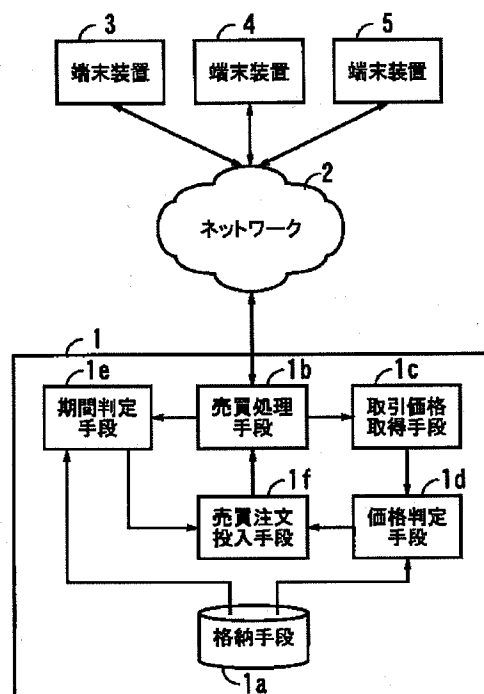 3
4
5
端末装置
端末装置
端末装置
2
ネットワーク
1
1e
1b
1c
期間判定
手段
売買処理
手段
取引価格
取得手段
1f
1d
売買注文
投入手段
価格判定
手段
格納手段
1a